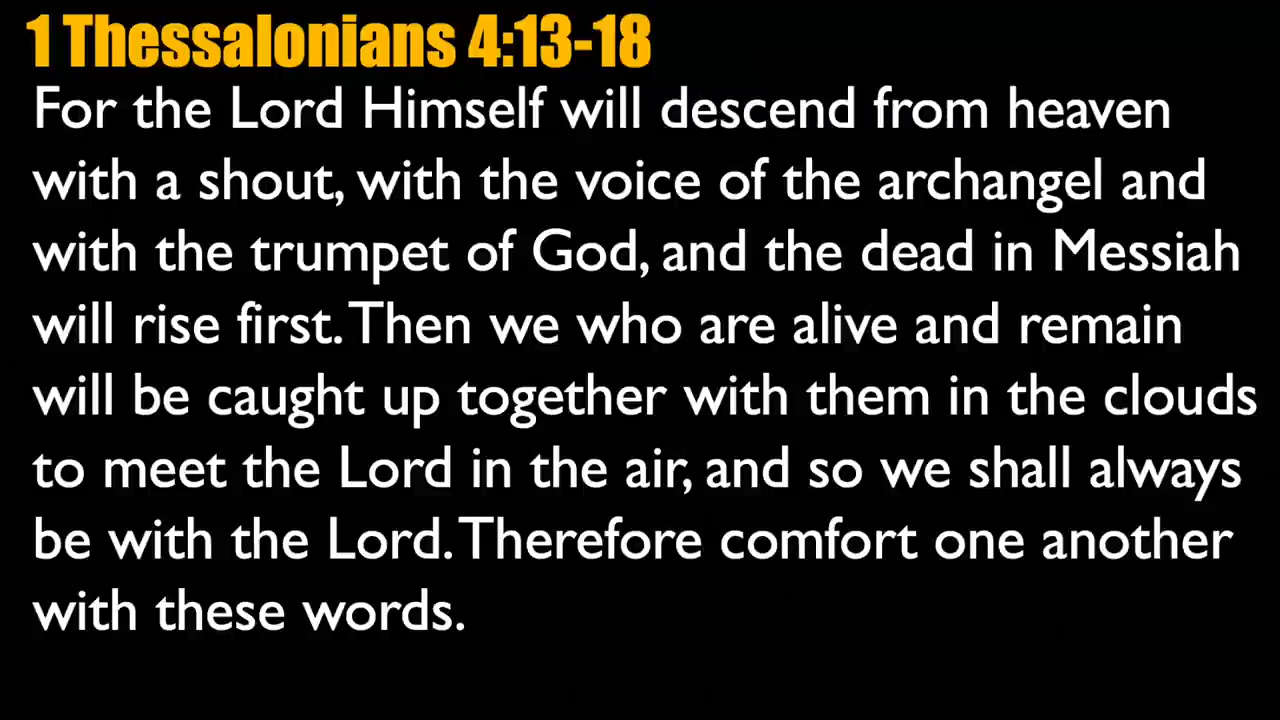 1 Thessalonians 4:13-18
For the Lord Himself will descend from heaven
with a shout, with the voice of the archangel and
with the trumpet of God, and the dead in Messiah
will rise first. Then we who are alive and remain
will be caught up together with them in the clouds
to meet the Lord in the air, and so we shall always
be with the Lord. Therefore comfort one another
with these words.